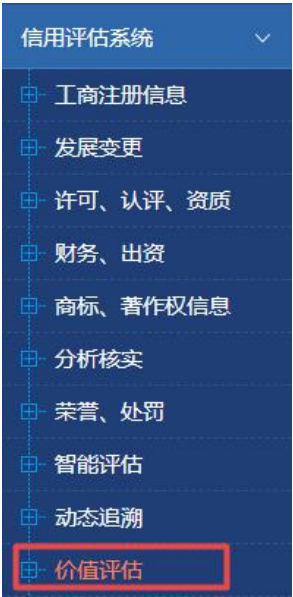 信用评估系统
工商注册信息
发展变更
许可、认评、资质
财务、出资
商标、著作权信息
分析核实
荣誉、处罚
智能评估
动态追溯
价值评估